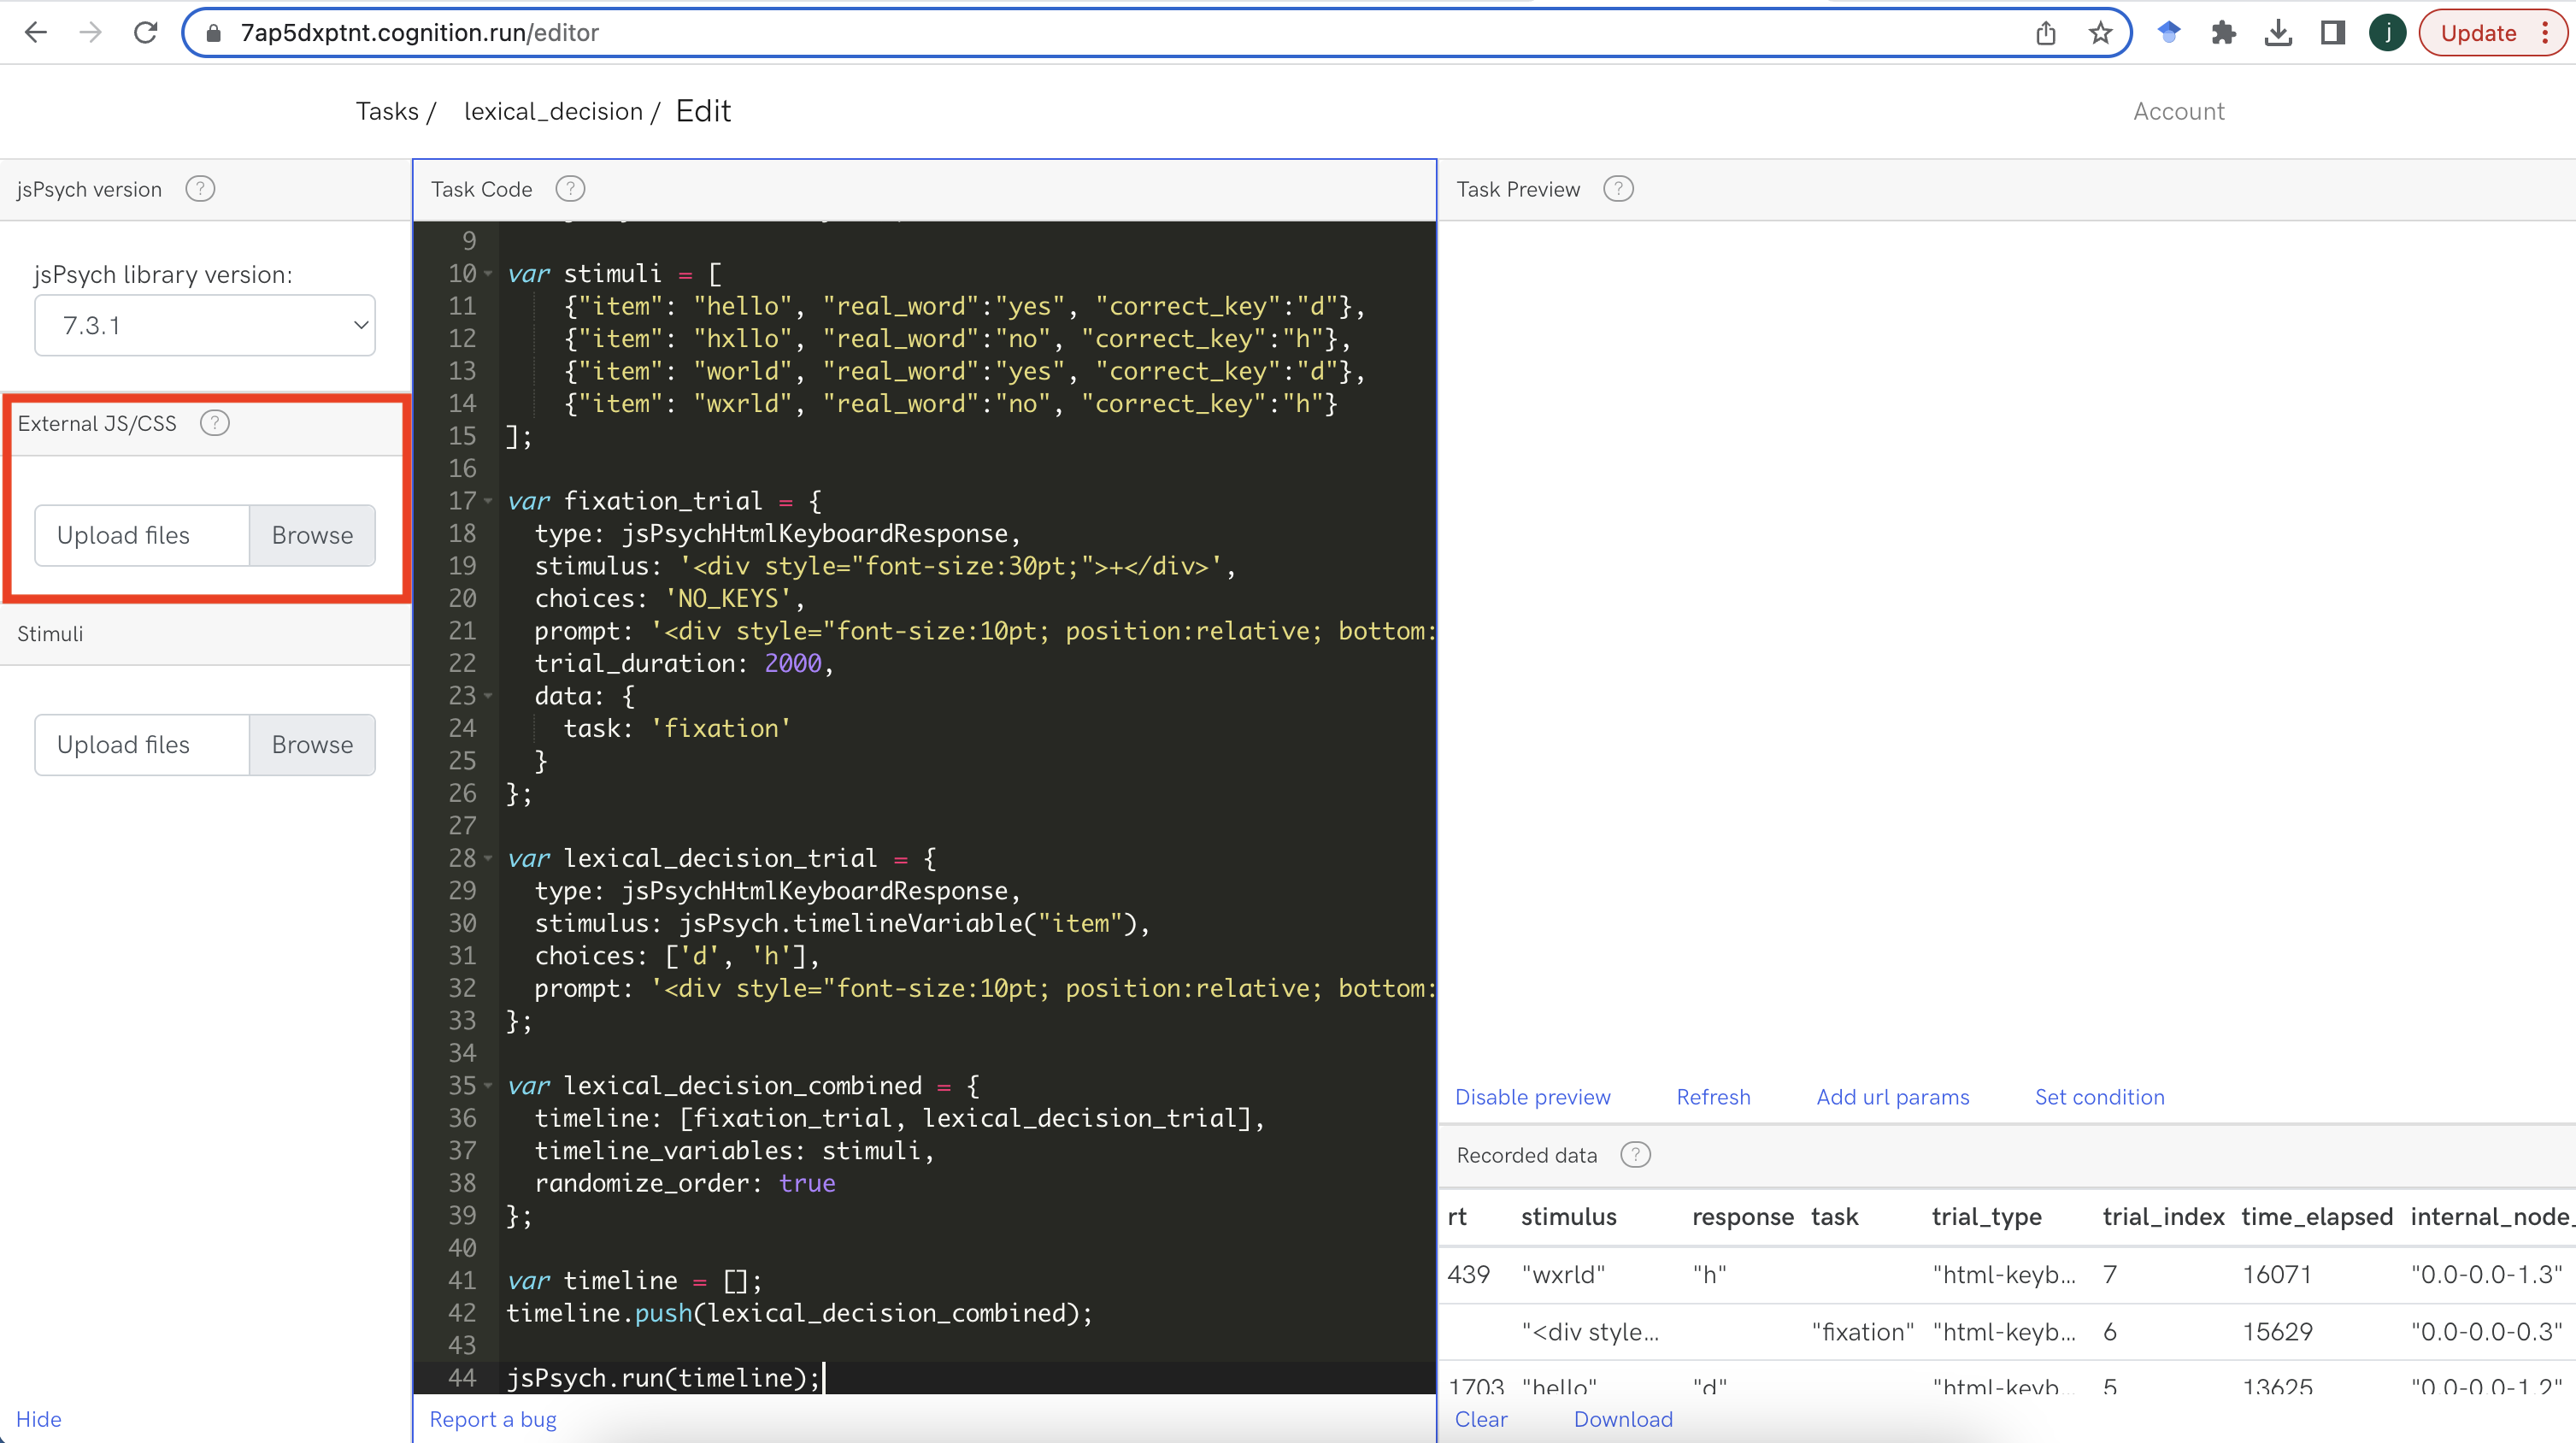 7ap5dxptnt.cognition.run/editor
j
Update
Tasks / lexical_decision / Edit
Account
jsPsych version ?
jsPsych library version:
7.3.1
External JS/CSS ?
Upload files Browse
Stimuli
Upload files Browse
Hide
Task Code ?
9
10 var stimuli = [
11 {"item": "hello", "real_word":"yes", "correct_key":"d"},
12 {"item": "hxllo", "real_word":"no", "correct_key":"h"},
13 {"item": "world", "real_word":"yes", "correct_key":"d"},
14 {"item": "wxrld", "real_word":"no", "correct_key":"h"}
15 ];
16
17 var fixation_trial = {
18 type: jsPsychHtmlKeyboardResponse,
19 stimulus: '<div style="font-size:30pt;">+</div>',
20 choices: 'NO_KEYS',
21 prompt: '<div style="font-size:10pt; position:relative; bottom:
22 trial_duration: 2000,
23 data: {
24 task: 'fixation'
25 }
26 };
27
28 var lexical_decision_trial = {
29 type: jsPsychHtmlKeyboardResponse,
30 stimulus: jsPsych.timelineVariable("item"),
31 choices: ['d', 'h'],
32 prompt: '<div style="font-size:10pt; position:relative; bottom:
33 };
34
35 var lexical_decision_combined = {
36 timeline: [fixation_trial, lexical_decision_trial],
37 timeline_variables: stimuli,
38 randomize_order: true
39 };
40
41 var timeline = [];
42 timeline.push(lexical_decision_combined);
43
44 jsPsych.run(timeline);
Report a bug
Task Preview ?
Disable preview Refresh Add url params Set condition
Recorded data ?
rt stimulus response task trial_type trial_index time_elapsed internal_node_
439 "wxrld" "h" "html-keyb... 7 16071 "0.0-0.0-1.3"
"<div style... "fixation" "html-keyb... 6 15629 "0.0-0.0-0.3"
1703 "hello" "d" "html-keyb... 5 13625 "0.0-0.0-1.2"
Clear Download